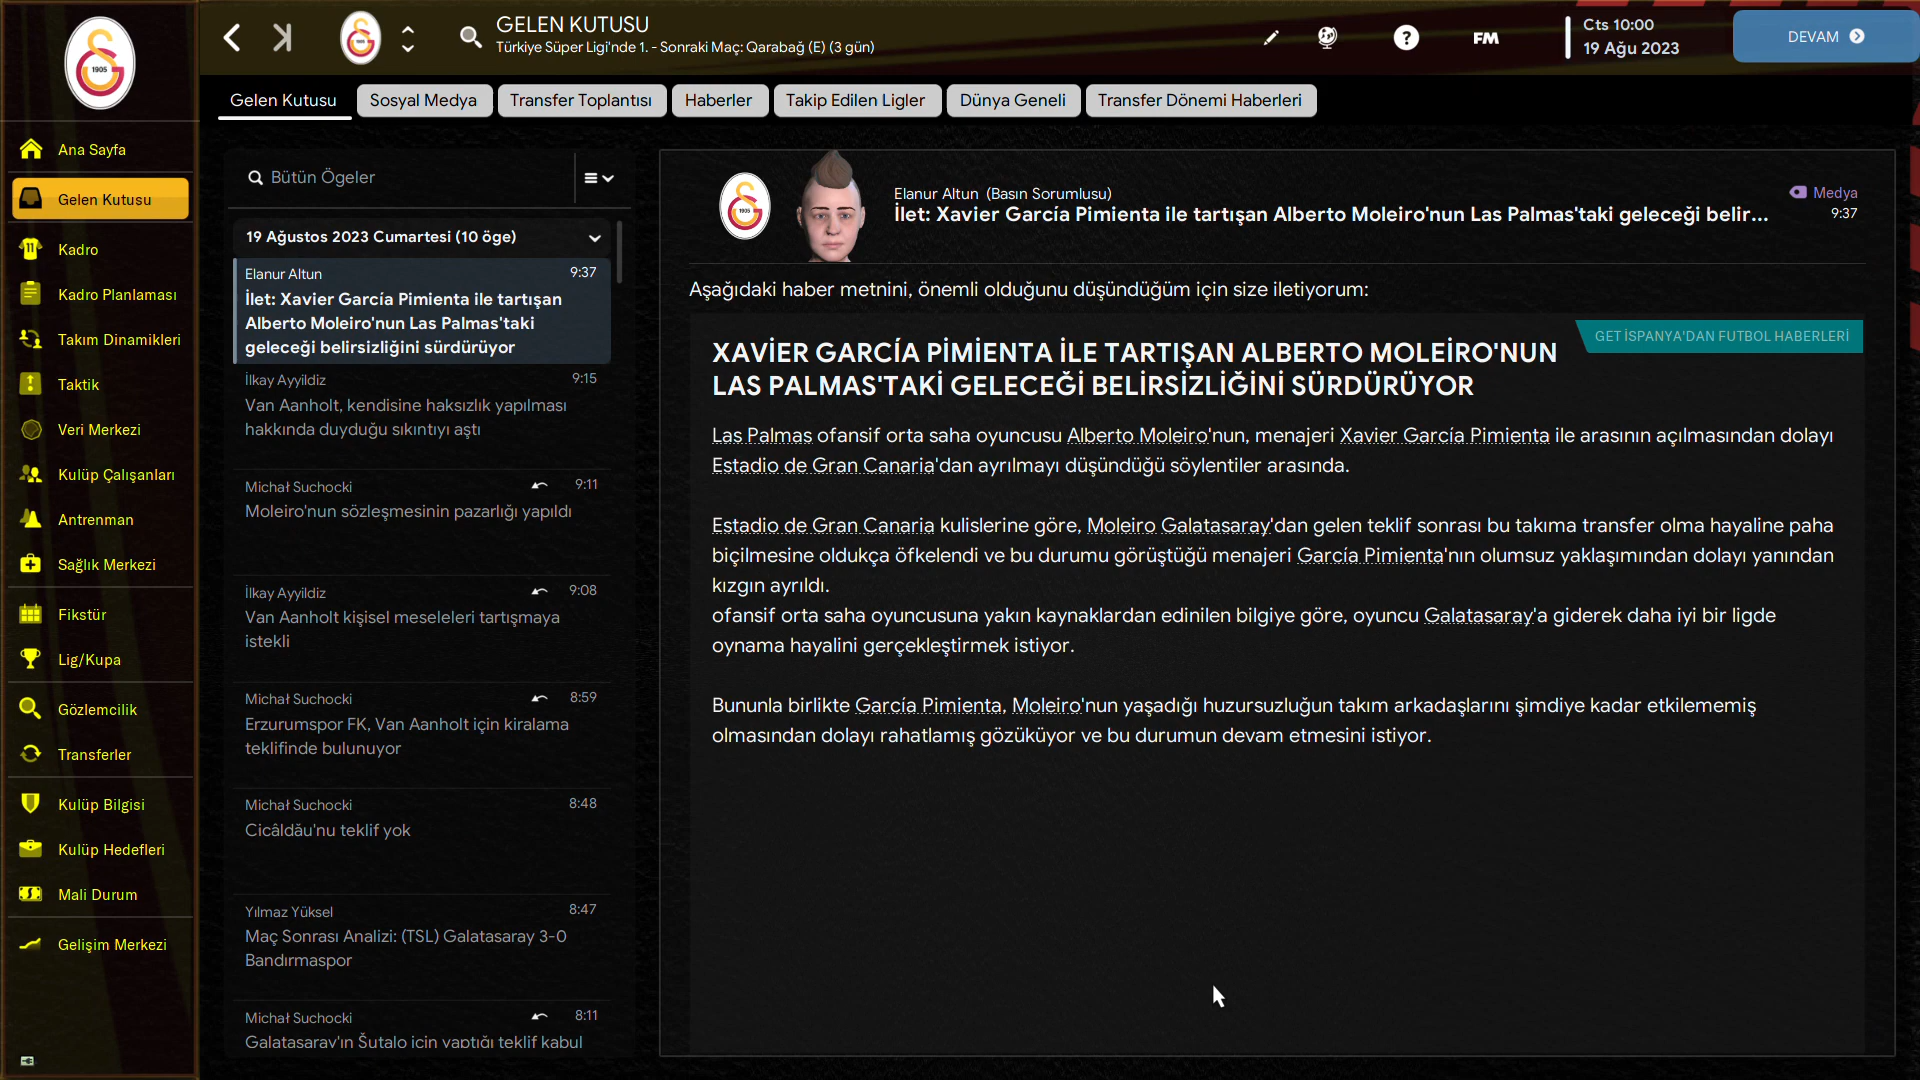 1905
Ana Sayfa
Gelen Kutusu
Kadro
Kadro Planlaması
Takım Dinamikleri
Taktik
Veri Merkezi
Kulüp Çalışanları
Antrenman
Sağlık Merkezi
Fikstür
Lig/Kupa
Gözlemcilik
Transferler
Kulüp Bilgisi
Kulüp Hedefleri
Mali Durum
Gelişim Merkezi
1905
GELEN KUTUSU
Türkiye Süper Ligi'nde 1. - Sonraki Maç: Qarabağ (E) (3 gün)
?
FM
Cts 10:00
19 Ağu 2023
DEVAM
Gelen Kutusu
Sosyal Medya
Transfer Toplantısı
Haberler
Takip Edilen Ligler
Dünya Geneli
Transfer Dönemi Haberleri
Bütün Ögeler
19 Ağustos 2023 Cumartesi (10 öge)
Elanur Altun 9:37
İlet: Xavier García Pimienta ile tartışan
Alberto Moleiro'nun Las Palmas'taki
geleceği belirsizliğini sürdürüyor
İlkay Ayyildiz 9:15
Van Aanholt, kendisine haksızlık yapılması
hakkında duyduğu sıkıntıyı aştı
Michał Suchocki 9:11
Moleiro'nun sözleşmesinin pazarlığı yapıldı
İlkay Ayyildiz 9:08
Van Aanholt kişisel meseleleri tartışmaya
istekli
Michał Suchocki 8:59
Erzurumspor FK, Van Aanholt için kiralama
teklifinde bulunuyor
Michał Suchocki 8:48
Cicâldău'nu teklif yok
Yılmaz Yüksel 8:47
Maç Sonrası Analizi: (TSL) Galatasaray 3-0
Bandırmaspor
Michał Suchocki 8:11
Galatasaray'ın Šutalo için yaptığı teklif kabul
1905
Elanur Altun (Basın Sorumlusu)
İlet: Xavier García Pimienta ile tartışan Alberto Moleiro'nun Las Palmas'taki geleceği belir...
Medya
9:37
Aşağıdaki haber metnini, önemli olduğunu düşündüğüm için size iletiyorum:
GET İSPANYA'DAN FUTBOL HABERLERİ
XAVİER GARCÍA PİMİENTA İLE TARTIŞAN ALBERTO MOLEİRO'NUN
LAS PALMAS'TAKİ GELECEĞİ BELİRSİZLİĞİNİ SÜRDÜRÜYOR
Las Palmas ofansif orta saha oyuncusu Alberto Moleiro'nun, menajeri Xavier García Pimienta ile arasının açılmasından dolayı
Estadio de Gran Canaria'dan ayrılmayı düşündüğü söylentiler arasında.
Estadio de Gran Canaria kulislerine göre, Moleiro Galatasaray'dan gelen teklif sonrası bu takıma transfer olma hayaline paha
biçilmesine oldukça öfkelendi ve bu durumu görüştüğü menajeri García Pimienta'nın olumsuz yaklaşımından dolayı yanından
kızgın ayrıldı.
ofansif orta saha oyuncusuna yakın kaynaklardan edinilen bilgiye göre, oyuncu Galatasaray'a giderek daha iyi bir ligde
oynama hayalini gerçekleştirmek istiyor.
Bununla birlikte García Pimienta, Moleiro'nun yaşadığı huzursuzluğun takım arkadaşlarını şimdiye kadar etkilememiş
olmasından dolayı rahatlamış gözüküyor ve bu durumun devam etmesini istiyor.